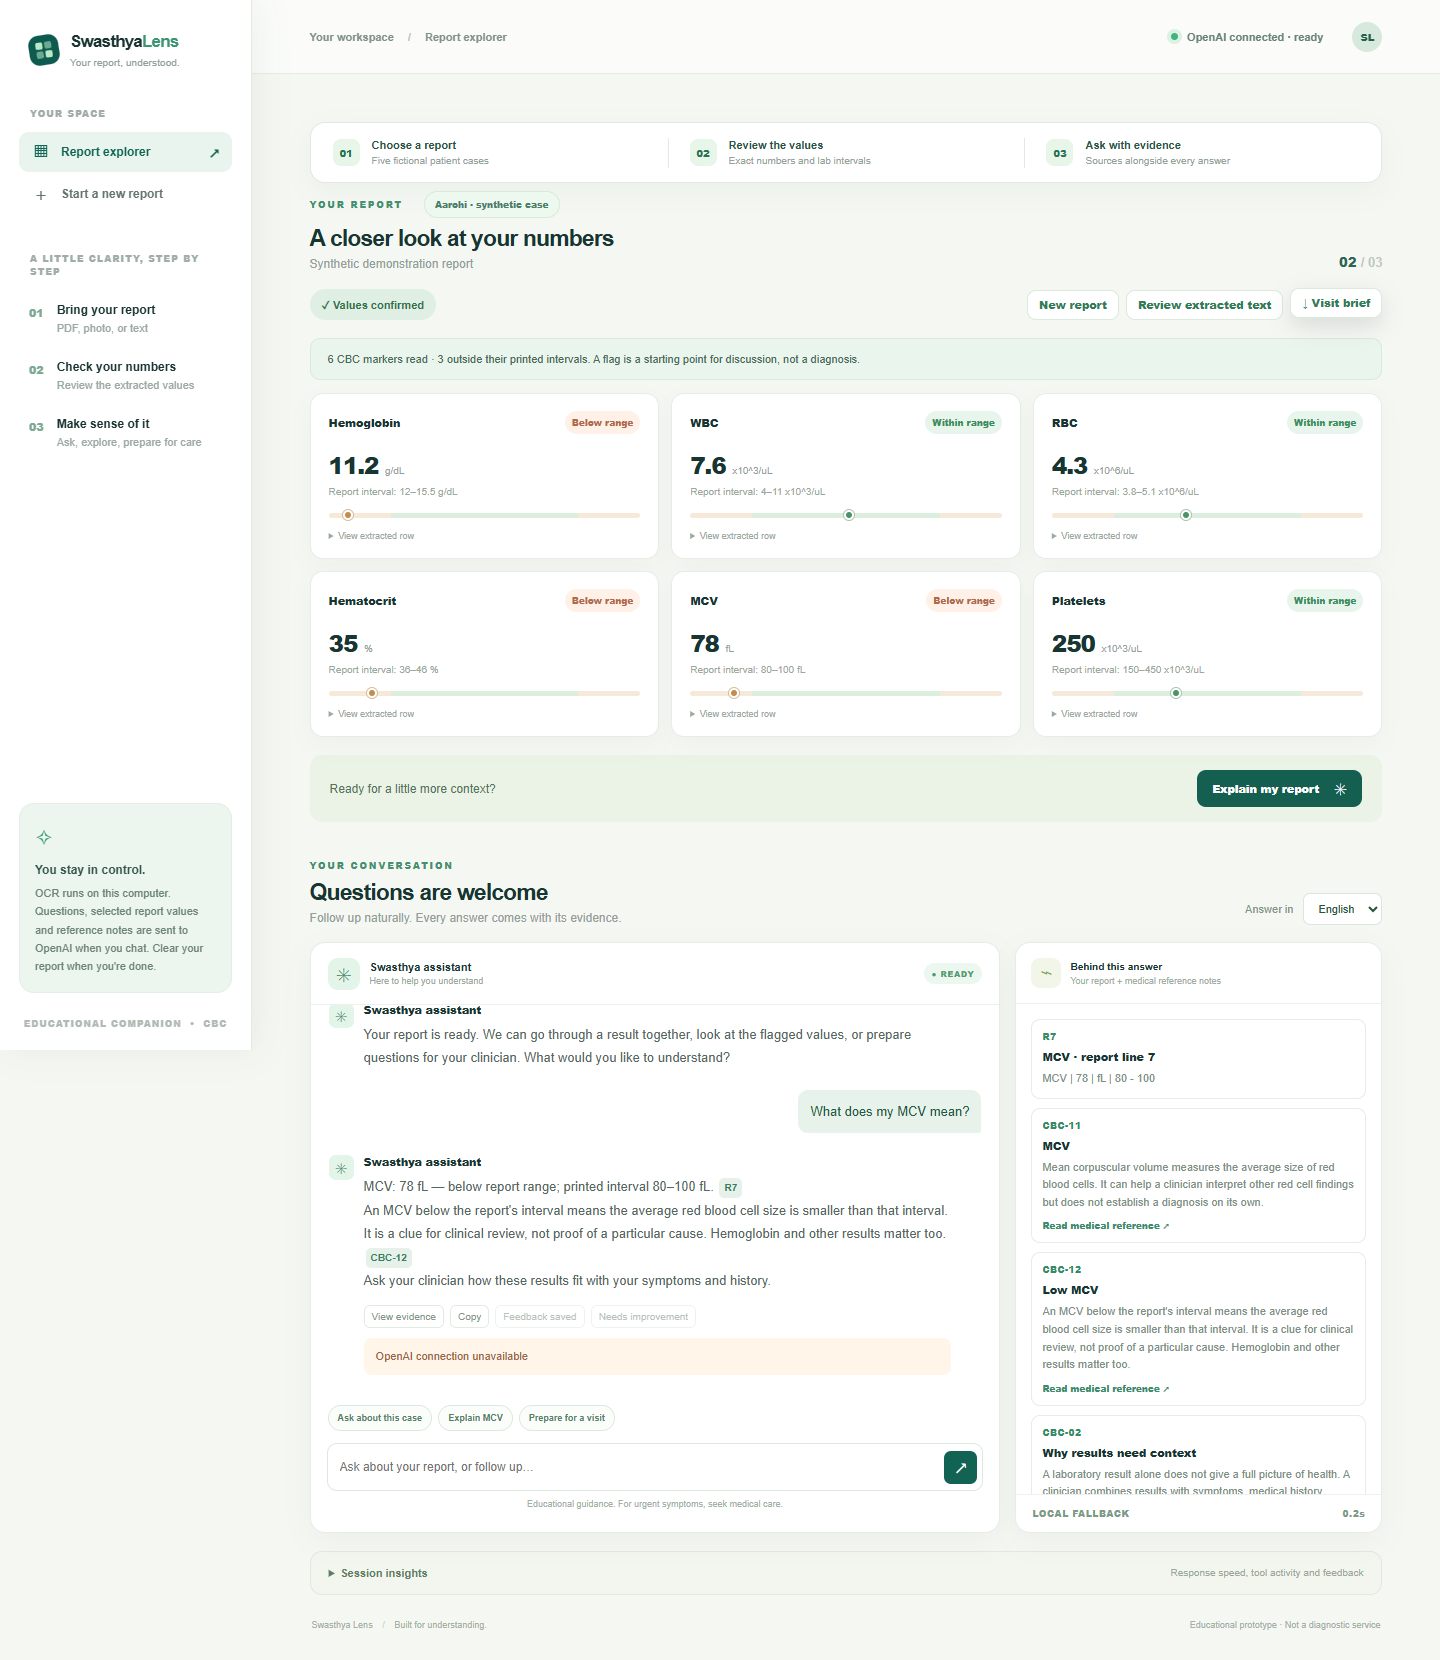 SwasthyaLens
Your report, understood.
YOUR SPACE
Report explorer ↗
+ Start a new report
A LITTLE CLARITY, STEP BY
STEP
01 Bring your report
PDF, photo, or text
02 Check your numbers
Review the extracted values
03 Make sense of it
Ask, explore, prepare for care
You stay in control.
OCR runs on this computer.
Questions, selected report values
and reference notes are sent to
OpenAI when you chat. Clear your
report when you're done.
EDUCATIONAL COMPANION • CBC
Your workspace / Report explorer
OpenAI connected · ready
SL
01 Choose a report
Five fictional patient cases
02 Review the values
Exact numbers and lab intervals
03 Ask with evidence
Sources alongside every answer
YOUR REPORT
Aarohi · synthetic case
A closer look at your numbers
Synthetic demonstration report
02 / 03
✓ Values confirmed
New report
Review extracted text
↓ Visit brief
6 CBC markers read · 3 outside their printed intervals. A flag is a starting point for discussion, not a diagnosis.
Hemoglobin Below range
11.2 g/dL
Report interval: 12–15.5 g/dL
▶ View extracted row
WBC Within range
7.6 x10^3/uL
Report interval: 4–11 x10^3/uL
▶ View extracted row
RBC Within range
4.3 x10^6/uL
Report interval: 3.8–5.1 x10^6/uL
▶ View extracted row
Hematocrit Below range
35 %
Report interval: 36–46 %
▶ View extracted row
MCV Below range
78 fL
Report interval: 80–100 fL
▶ View extracted row
Platelets Within range
250 x10^3/uL
Report interval: 150–450 x10^3/uL
▶ View extracted row
Ready for a little more context?
Explain my report
YOUR CONVERSATION
Questions are welcome
Follow up naturally. Every answer comes with its evidence.
Answer in English
Swasthya assistant
Here to help you understand
• READY
Swasthya assistant
Your report is ready. We can go through a result together, look at the flagged values, or prepare
questions for your clinician. What would you like to understand?
What does my MCV mean?
Swasthya assistant
MCV: 78 fL — below report range; printed interval 80–100 fL. R7
An MCV below the report's interval means the average red blood cell size is smaller than that interval.
It is a clue for clinical review, not proof of a particular cause. Hemoglobin and other results matter too.
CBC-12
Ask your clinician how these results fit with your symptoms and history.
View evidence
Copy
Feedback saved
Needs improvement
OpenAI connection unavailable
Ask about this case
Explain MCV
Prepare for a visit
Ask about your report, or follow up...
↗
Educational guidance. For urgent symptoms, seek medical care.
Behind this answer
Your report + medical reference notes
R7
MCV · report line 7
MCV | 78 | fL | 80 - 100
CBC-11
MCV
Mean corpuscular volume measures the average size of red
blood cells. It can help a clinician interpret other red cell findings
but does not establish a diagnosis on its own.
Read medical reference ↗
CBC-12
Low MCV
An MCV below the report's interval means the average red
blood cell size is smaller than that interval. It is a clue for clinical
review, not proof of a particular cause. Hemoglobin and other
results matter too.
Read medical reference ↗
CBC-02
Why results need context
A laboratory result alone does not give a full picture of health. A
clinician combines results with symptoms, medical history
LOCAL FALLBACK 0.2s
▶ Session insights
Response speed, tool activity and feedback
Swasthya Lens / Built for understanding.
Educational prototype · Not a diagnostic service